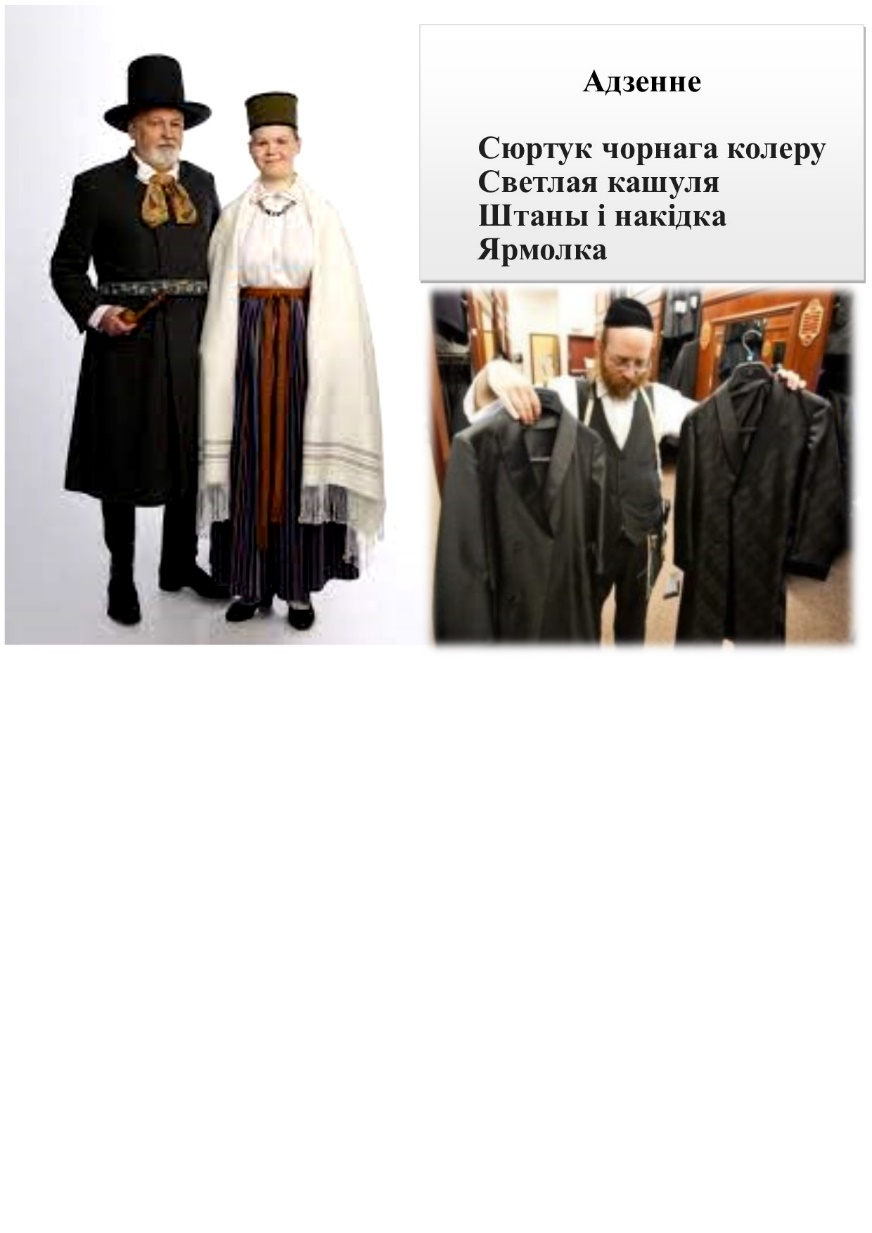 Адзенне
Сюртук чорнага колеру
Светлая кашуля
Штаны і накідка
Ярмолка